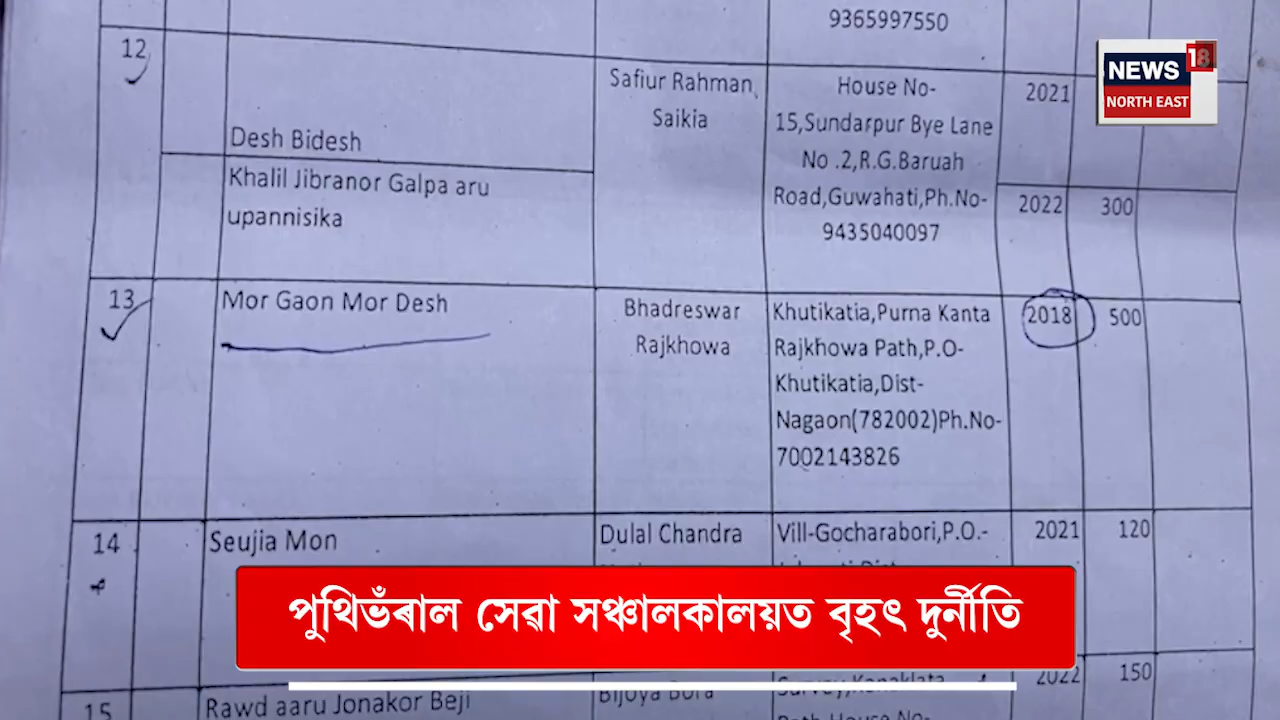 9365997550
12
Desh Bidesh
Safiur Rahman
Saikia
House No-
15,Sundarpur Bye Lane
No .2,R.G.Baruah
Road,Guwahati,Ph.No-
9435040097
2021
Khalil Jibranor Galpa aru
upannisika
2022 300
NEWS 18
NORTH EAST
13
Mor Gaon Mor Desh
Bhadreswar
Rajkhowa
Khutikatia,Purna Kanta
Rajkhowa Path,P.O-
Khutikatia,Dist-
Nagaon(782002)Ph.No-
7002143826
2018 500
14
Seujia Mon
Dulal Chandra
Vill-Gocharabori,P.O.-
2021 120
পুথিভঁৰাল সেৱা সঞ্চালকালয়ত বৃহৎ দুৰ্নীতি
2022 150
15
Rawd aaru Jonakor Beji
Bijoya Bora